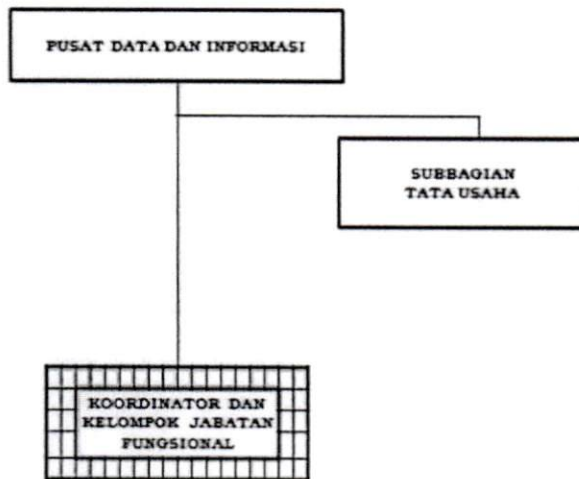 PUSAT DATA DAN INFORMASI
SUBBAGIAN
TATA USAHA
KOORDINATOR DAN
KELOMPOK JABATAN
FUNGSIONAL